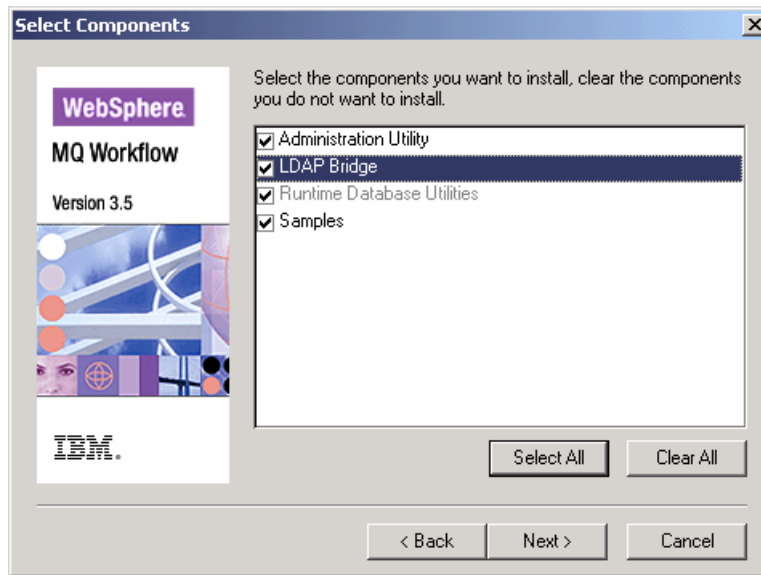 Select Components
WebSphere
MQ Workflow
Version 3.5
IBM.
Select the components you want to install, clear the components
you do not want to install.
Administration Utility
LDAP Bridge
Runtime Database Utilities
Samples
Select All
Clear All
< Back
Next >
Cancel